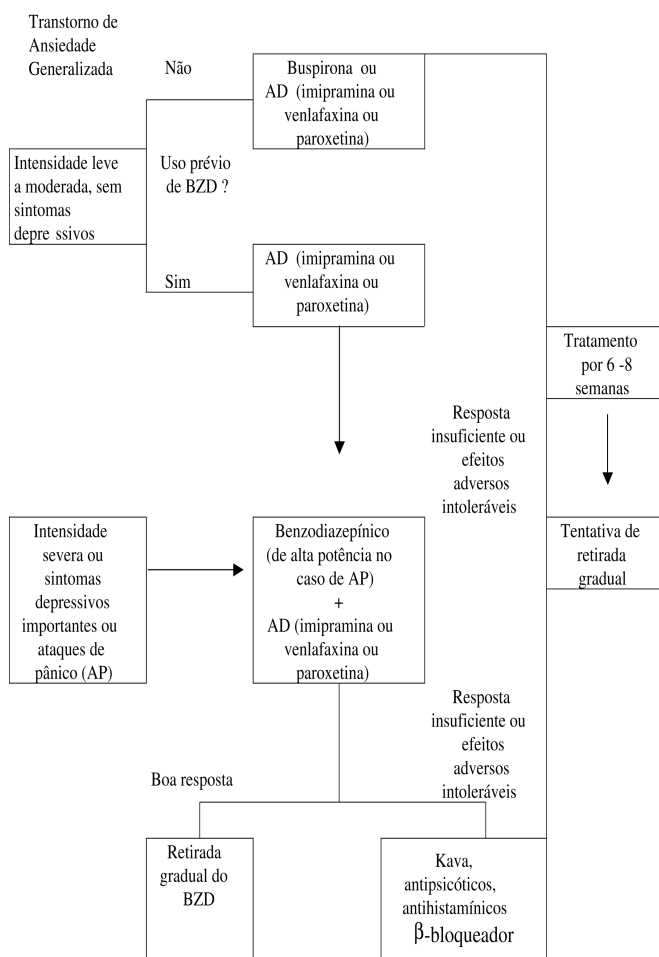 Transtorno de
Ansiedade
Generalizada
Não
Buspirona ou
AD (imipramina ou
venlafaxina ou
paroxetina)
Intensidade leve
a moderada, sem
sintomas
depre ssivos
Uso prévio
de BZD ?
Sim
AD (imipramina ou
venlafaxina ou
paroxetina)
Tratamento
por 6 -8
semanas
Resposta
insuficiente ou
efeitos
adversos
intoleráveis
Intensidade
severa ou
sintomas
depressivos
importantes ou
ataques de
pânico (AP)
Benzodiazepínico
(de alta potência no
caso de AP)
+
AD (imipramina ou
venlafaxina ou
paroxetina)
Tentativa de
retirada
gradual
Resposta
insuficiente ou
efeitos
adversos
intoleráveis
Boa resposta
Retirada
gradual do
BZD
Kava,
antipsicóticos,
antihistamínicos
β-bloqueador